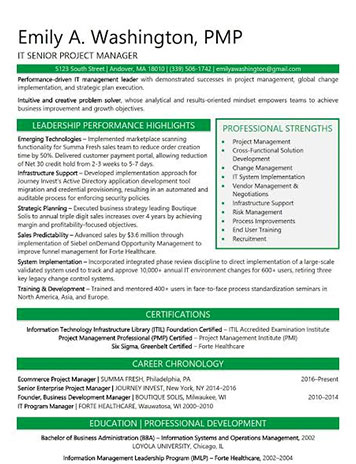 Emily A. Washington, PMP
IT SENIOR PROJECT MANAGER
5123 South Street | Andover, MA 18010 | (339) 506-1742 | emilyawashington@gmail.com
Performance-driven IT management leader with demonstrated successes in project management, global change
implementation, and strategic plan execution.
Intuitive and creative problem solver, whose analytical and results-oriented mindset empowers teams to achieve
business improvement and growth objectives.
LEADERSHIP PERFORMANCE HIGHLIGHTS
Emerging Technologies – Implemented marketplace scanning
functionality for Summa Fresh sales team to reduce order creation
time by 50%. Delivered customer payment portal, allowing reduction
of Net 30 credit hold from 2-3 weeks to 5-7 days.
Infrastructure Support – Developed implementation approach for
Journey Invest's Active Directory application development tool
migration and credential provisioning, resulting in an automated and
auditable process for enforcing security policies.
Strategic Planning – Executed business strategy leading Boutique
Solis to annual triple digit sales increases over 4 years by achieving
margin and profitability-focused objectives.
Sales Predictability – Advanced sales by $3.6 million through
implementation of Siebel onDemand Opportunity Management to
improve funnel management for Forte Healthcare.
PROFESSIONAL STRENGTHS
• Project Management
• Cross-Functional Solution
Development
• Change Management
• IT System Implementation
• Vendor Management &
Negotiations
• Infrastructure Support
• Risk Management
• Process Improvements
• End User Training
• Recruitment
System Implementation – Incorporated integrated phase review discipline to direct implementation of a large-scale
validated system used to track and approve 10,000+ annual IT environment changes for 600+ users, retiring three
key legacy change control systems.
Training & Development – Trained and mentored 400+ users in face-to-face process standardization seminars in
North America, Asia, and Europe.
CERTIFICATIONS
Information Technology Infrastructure Library (ITIL) Foundation Certified – ITIL Accredited Examination Institute
Project Management Professional (PMP) Certified – Project Management Institute (PMI)
Six Sigma, Greenbelt Certified – Forte Healthcare
CAREER CHRONOLOGY
Ecommerce Project Manager | SUMMA FRESH, Philadelphia, PA 2016–Present
Senior Enterprise Project Manager | JOURNEY INVEST, New York, NY 2014–2016
Founder, Business Development Manager | BOUTIQUE SOLIS, Milwaukee, WI 2010–2014
IT Program Manager | FORTE HEALTHCARE, Wauwatosa, WI 2000–2010
EDUCATION | PROFESSIONAL DEVELOPMENT
Bachelor of Business Administration (BBA) – Information Systems and Operations Management, 2002
LOYOLA UNIVERSITY, Chicago, IL
Information Management Leadership Program (IMLP) – Forte Healthcare, 2002–2004